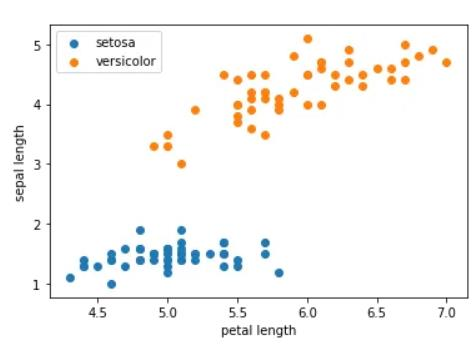 setosa
versicolor
5
4
3
2
1
sepal length
4.5 5.0 5.5 6.0 6.5 7.0
petal length